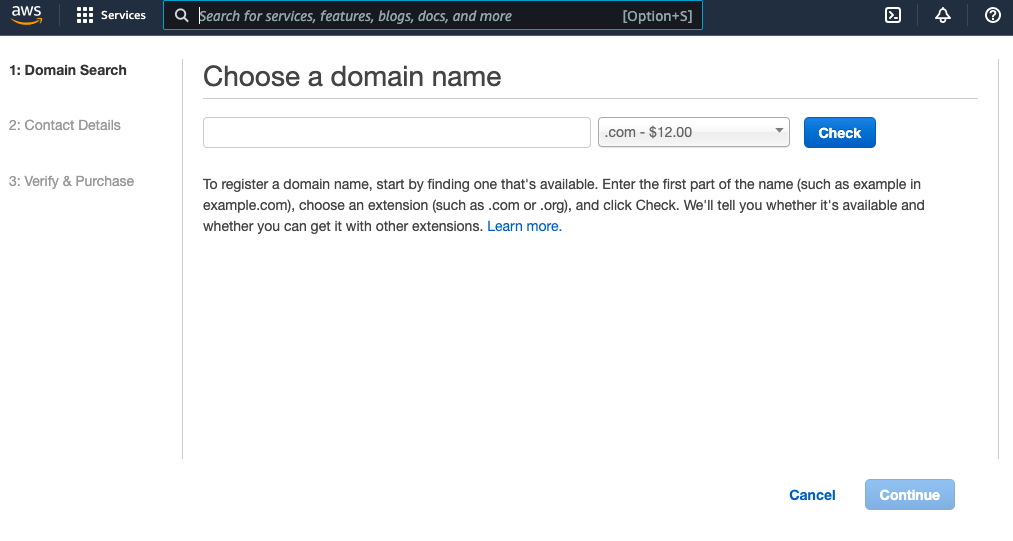 aws
Services
Search for services, features, blogs, docs, and more
[Option+S]
1: Domain Search
2: Contact Details
3: Verify & Purchase
Choose a domain name
.com - $12.00
Check
To register a domain name, start by finding one that's available. Enter the first part of the name (such as example in
example.com), choose an extension (such as .com or .org), and click Check. We'll tell you whether it's available and
whether you can get it with other extensions. Learn more.
Cancel
Continue